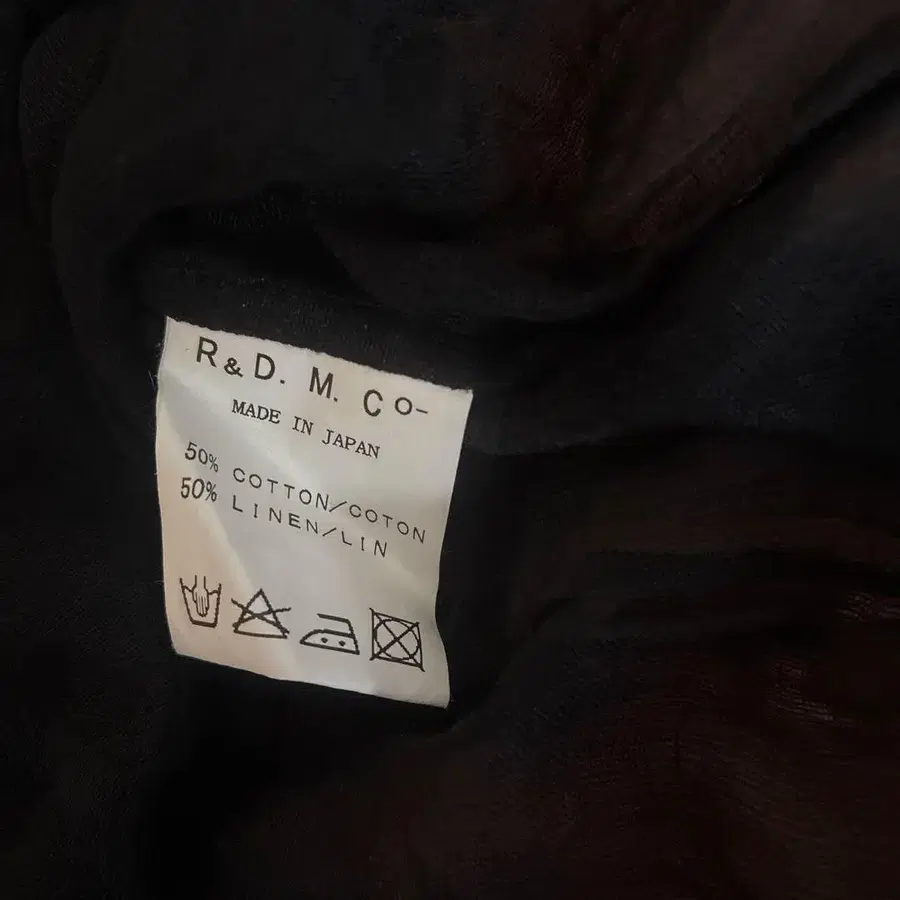 R&D. M. Co-
MADE IN JAPAN
50% COTTON/COTON
50% LINEN/LIN